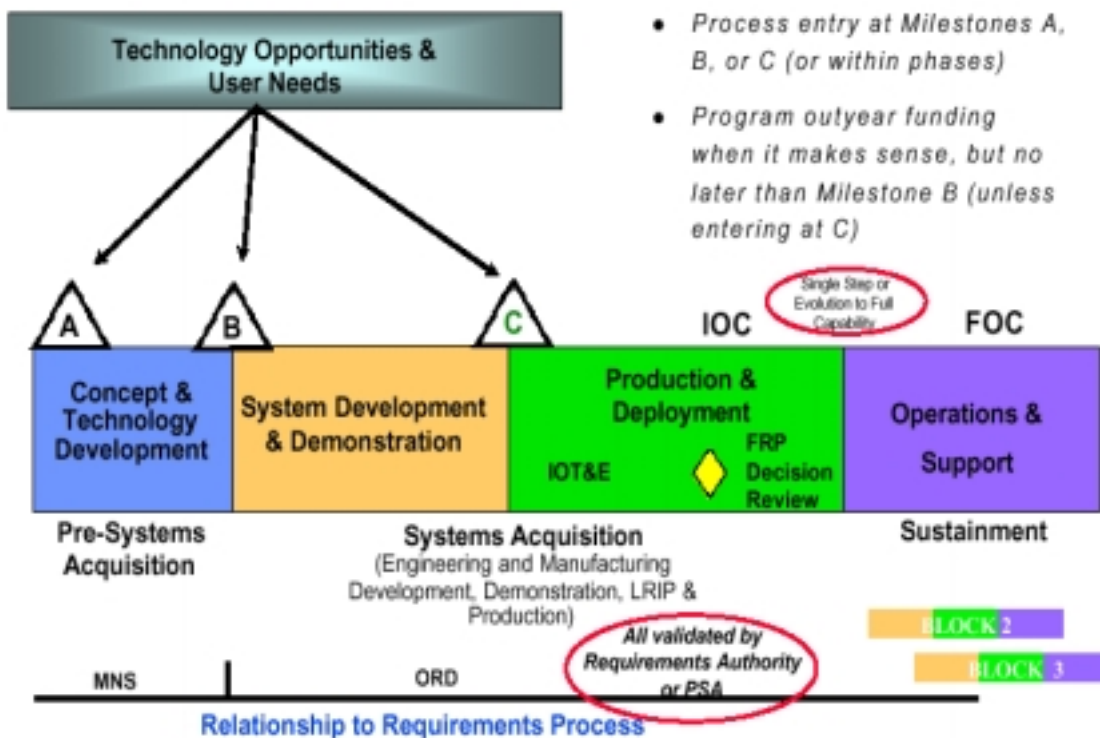 Technology Opportunities &
User Needs
● Process entry at Milestones A,
B, or C (or within phases)
● Program outyear funding
when it makes sense, but no
later than Milestone B (unless
entering at C)
A
B
C
IOC
Single Step or
Evolution to Full
Capability
FOC
Concept &
Technology
Development
System Development
& Demonstration
Production &
Deployment
IOT&E
FRP
Decision
Review
Operations &
Support
Pre-Systems
Acquisition
Systems Acquisition
(Engineering and Manufacturing
Development, Demonstration, LRIP &
Production)
Sustainment
BLOCK 2
BLOCK 3
All validated by
Requirements Authority
or PSA
MNS
ORD
Relationship to Requirements Process